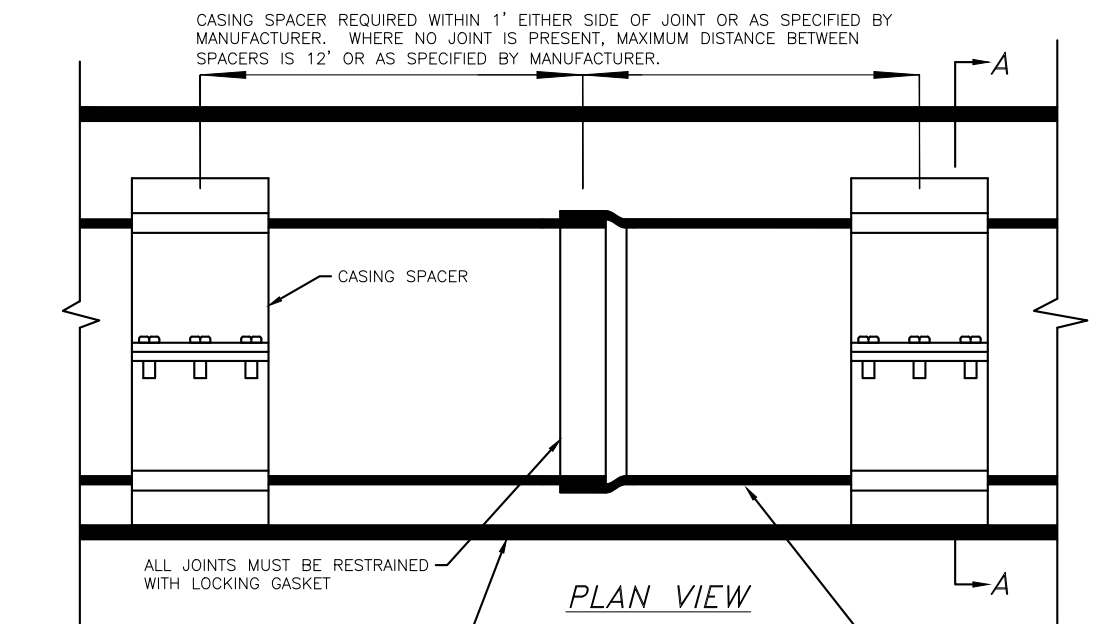 CASING SPACER REQUIRED WITHIN 1' EITHER SIDE OF JOINT OR AS SPECIFIED BY
MANUFACTURER. WHERE NO JOINT IS PRESENT, MAXIMUM DISTANCE BETWEEN
SPACERS IS 12' OR AS SPECIFIED BY MANUFACTURER.
A
CASING SPACER
ALL JOINTS MUST BE RESTRAINED
WITH LOCKING GASKET
PLAN VIEW
A